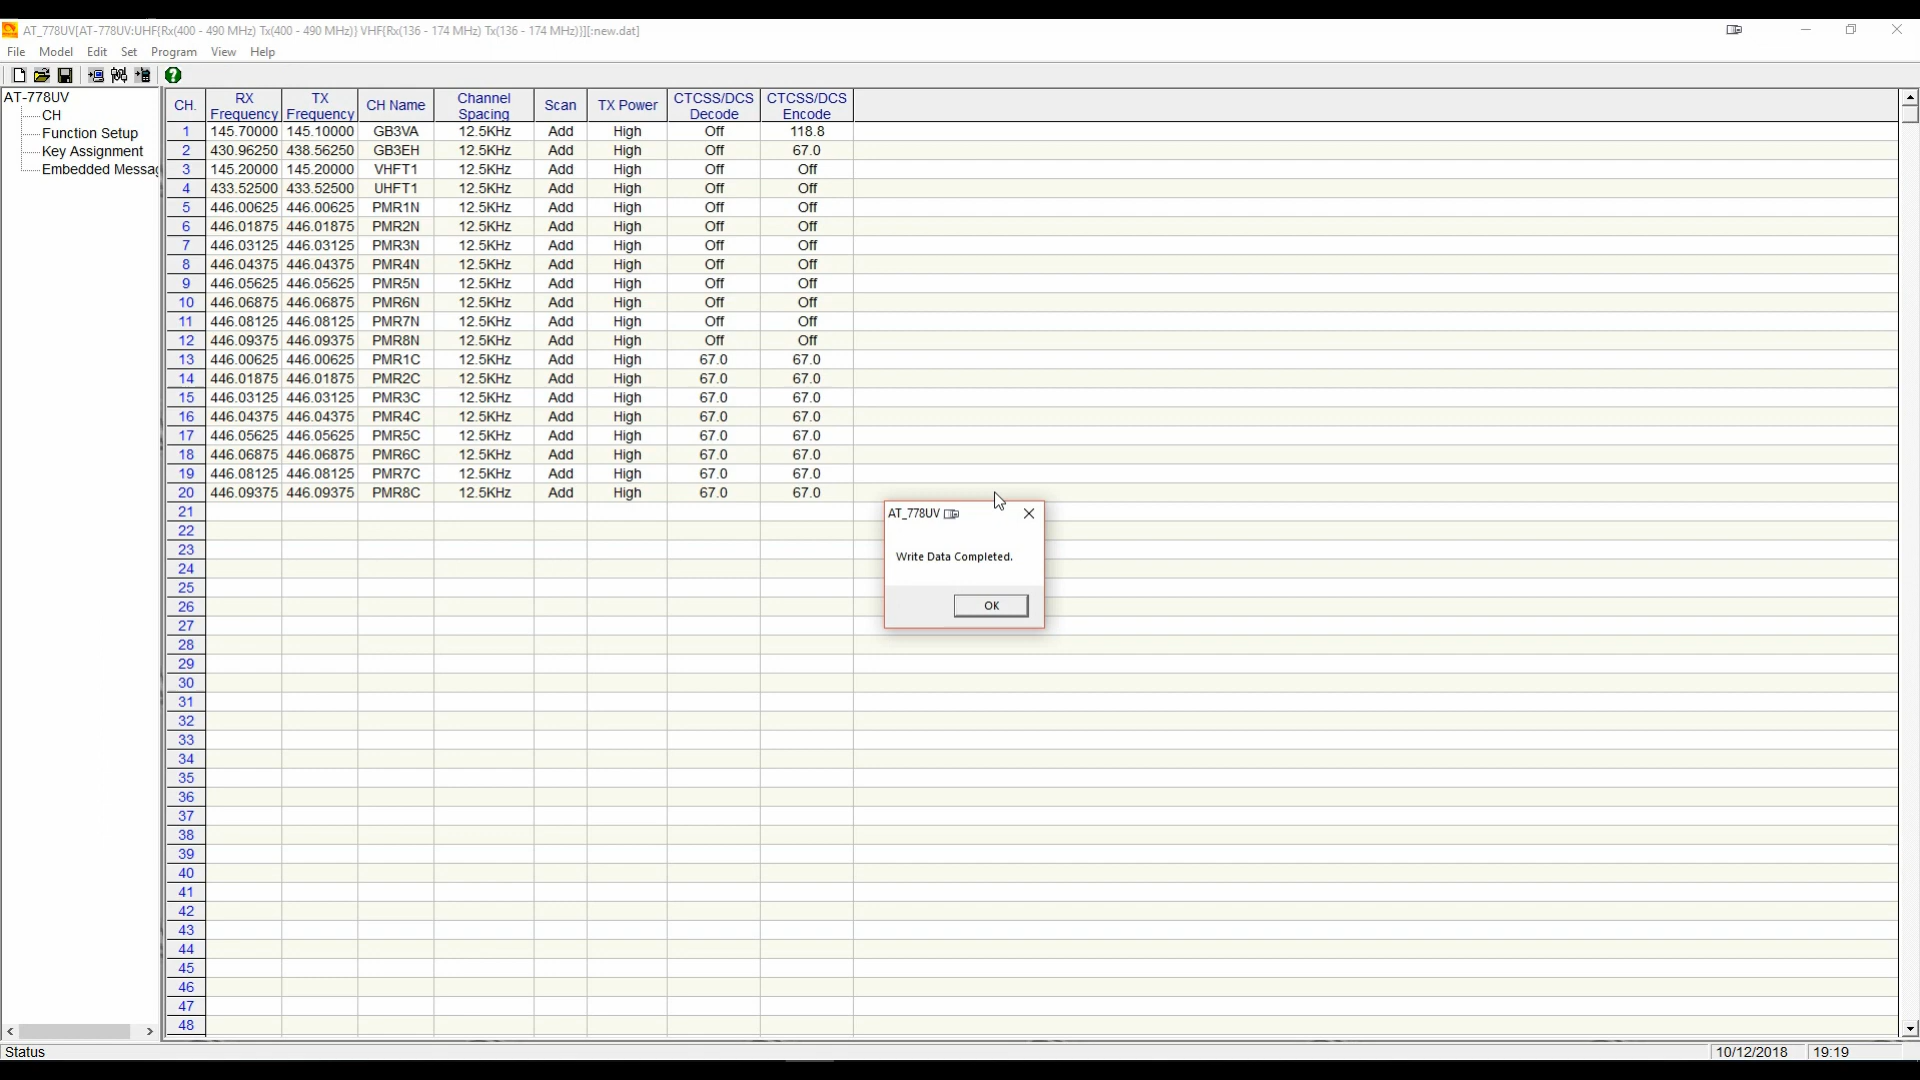 AT_778UV[AT-778UV:UHF{Rx(400 - 490 MHz) Tx(400 - 490 MHz)} VHF{Rx(136 - 174 MHz) Tx(136 - 174 MHz)}][:new.dat]
File Model Edit Set Program View Help
AT-778UV
CH
Function Setup
Key Assignment
Embedded Messag
CH. RX Frequency TX Frequency CH Name Channel Spacing Scan TX Power CTCSS/DCS Decode CTCSS/DCS Encode
1 145.70000 145.10000 GB3VA 12.5KHz Add High Off 118.8
2 430.96250 438.56250 GB3EH 12.5KHz Add High Off 67.0
3 145.20000 145.20000 VHFT1 12.5KHz Add High Off Off
4 433.52500 433.52500 UHFT1 12.5KHz Add High Off Off
5 446.00625 446.00625 PMR1N 12.5KHz Add High Off Off
6 446.01875 446.01875 PMR2N 12.5KHz Add High Off Off
7 446.03125 446.03125 PMR3N 12.5KHz Add High Off Off
8 446.04375 446.04375 PMR4N 12.5KHz Add High Off Off
9 446.05625 446.05625 PMR5N 12.5KHz Add High Off Off
10 446.06875 446.06875 PMR6N 12.5KHz Add High Off Off
11 446.08125 446.08125 PMR7N 12.5KHz Add High Off Off
12 446.09375 446.09375 PMR8N 12.5KHz Add High Off Off
13 446.00625 446.00625 PMR1C 12.5KHz Add High 67.0 67.0
14 446.01875 446.01875 PMR2C 12.5KHz Add High 67.0 67.0
15 446.03125 446.03125 PMR3C 12.5KHz Add High 67.0 67.0
16 446.04375 446.04375 PMR4C 12.5KHz Add High 67.0 67.0
17 446.05625 446.05625 PMR5C 12.5KHz Add High 67.0 67.0
18 446.06875 446.06875 PMR6C 12.5KHz Add High 67.0 67.0
19 446.08125 446.08125 PMR7C 12.5KHz Add High 67.0 67.0
20 446.09375 446.09375 PMR8C 12.5KHz Add High 67.0 67.0
21
22
23
24
25
26
27
28
29
30
31
32
33
34
35
36
37
38
39
40
41
42
43
44
45
46
47
48
AT_778UV
Write Data Completed.
OK
Status 10/12/2018 19:19